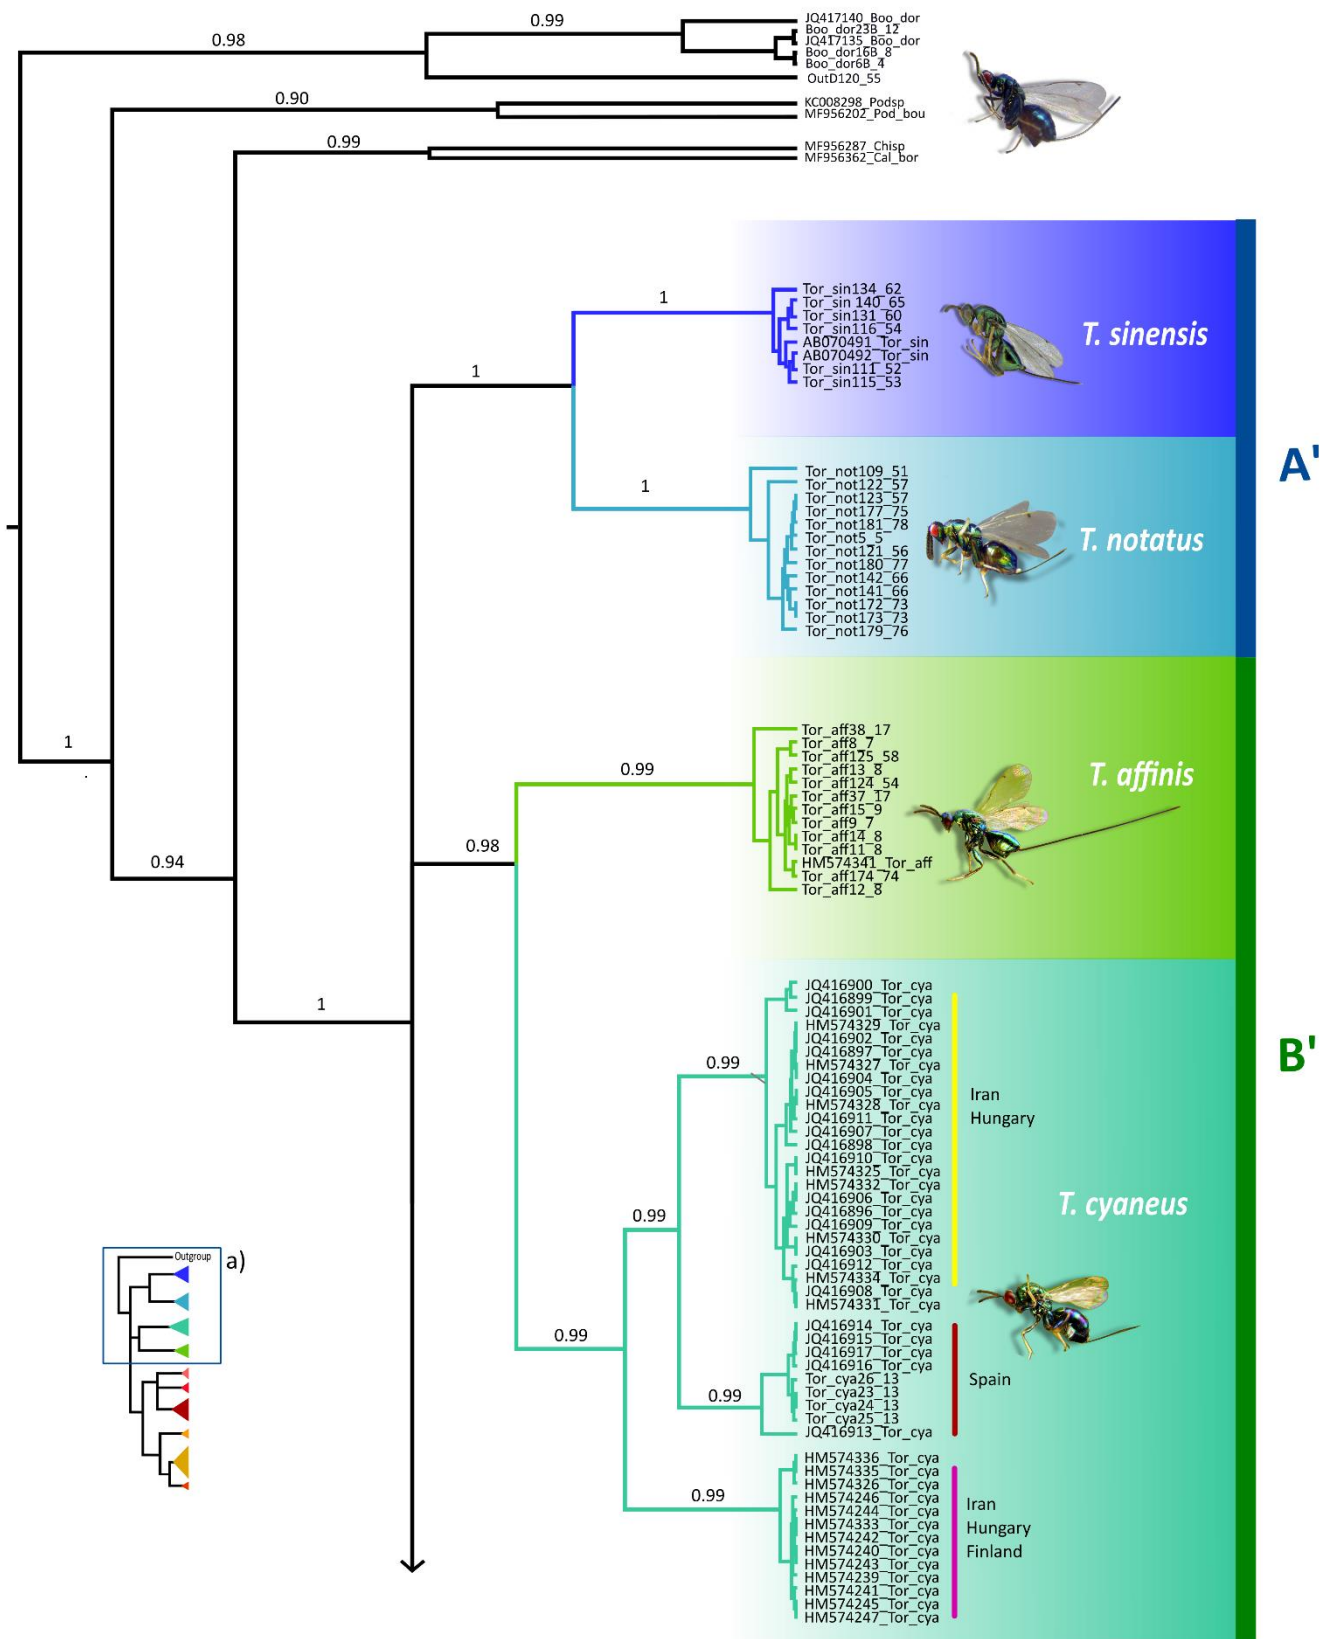 0.99
JQ417140_Boo_dor
Boo_dor23B_12
JQ417135_Boo_dor
Boo_dor16B_8
Boo_dor6B_4
0.98
OutD120_55
0.90
KC008298_Podsp
MF956202_Pod_bou
0.99
MF956287_Chisp
MF956362_Cal_bor
Tor_sin134_62
Tor_sin 140_65
Tor_sin131_60
Tor_sin116_54
AB070491_Tor_sin
AB070492_Tor_sin
Tor_sin111_52
Tor_sin115_53
1
T. sinensis
1
A'
Tor_not109_51
Tor_not122_57
Tor_not123_57
Tor_not177_75
Tor_not181_78
Tor_not5_5
Tor_not121_56
Tor_not180_77
Tor_not142_66
Tor_not141_66
Tor_not172_73
Tor_not173_73
Tor_not179_76
1
T. notatus
Tor_aff38_17
Tor_aff8_7
Tor_aff125_58
Tor_aff13_8
Tor_aff124_54
Tor_aff37_17
Tor_aff15_9
Tor_aff9_7
Tor_aff14_8
Tor_aff11_8
HM574341_Tor_aff
Tor_aff174_74
Tor_aff12_8
1
0.99
T. affinis
0.98
0.94
1
B'
JQ416900_Tor_cya
JQ416899_Tor_cya
JQ416901_Tor_cya
HM574329_Tor_cya
JQ416902_Tor_cya
JQ416897_Tor_cya
HM574327_Tor_cya
JQ416904_Tor_cya
JQ416905_Tor_cya
HM574328_Tor_cya
JQ416911_Tor_cya
JQ416907_Tor_cya
JQ416898_Tor_cya
JQ416910_Tor_cya
HM574325_Tor_cya
HM574332_Tor_cya
JQ416906_Tor_cya
JQ416896_Tor_cya
JQ416909_Tor_cya
HM574330_Tor_cya
JQ416903_Tor_cya
JQ416912_Tor_cya
HM574334_Tor_cya
JQ416908_Tor_cya
HM574331_Tor_cya
0.99
Iran
Hungary
T. cyaneus
0.99
Outgroup
a)
JQ416914_Tor_cya
JQ416915_Tor_cya
JQ416917_Tor_cya
JQ416916_Tor_cya
Tor_cya26_13
Tor_cya23_13
Tor_cya24_13
Tor_cya25_13
JQ416913_Tor_cya
0.99
0.99
Spain
HM574336_Tor_cya
HM574335_Tor_cya
HM574326_Tor_cya
HM574246_Tor_cya
HM574244_Tor_cya
HM574333_Tor_cya
HM574242_Tor_cya
HM574240_Tor_cya
HM574243_Tor_cya
HM574239_Tor_cya
HM574241_Tor_cya
HM574245_Tor_cya
HM574247_Tor_cya
0.99
Iran
Hungary
Finland